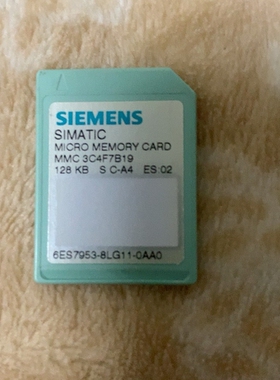 SIEMENS
SIMATIC
MICRO MEMORY CARD
MMC 3C4F7B19
128 KB S C-A4 ES:02
6ES7953-8LG11-0AA0